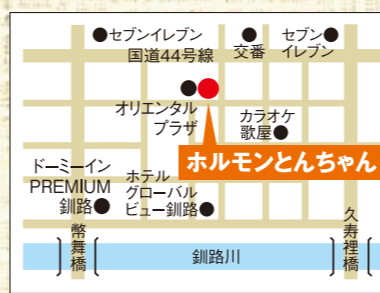 ●セブンイレブン
国道44号線
交番
セブン●
イレブン
オリエンタル
プラザ
カラオケ
歌屋●
ホルモンとんちゃん
ドーミーイン
PREMIUM
釧路●
ホテル
グローバル
ビュー釧路●
幣舞橋
釧路川
久寿裡橋